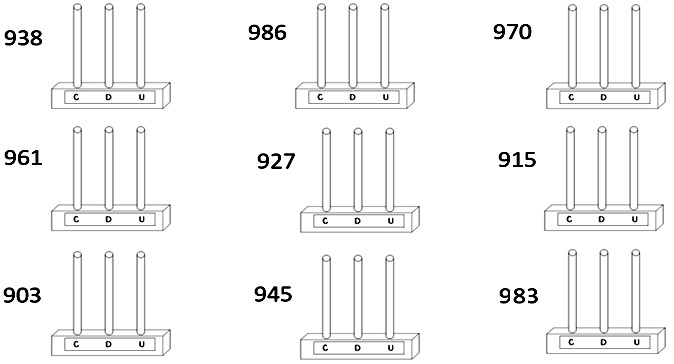 938 C D U
986 C D U
970 C D U
961 C D U
927 C D U
915 C D U
903 C D U
945 C D U
983 C D U